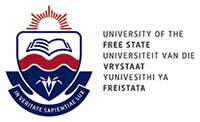 IN VERITATE SAPIENTIAE LUX
UNIVERSITY OF THE
FREE STATE
UNIVERSITEIT VAN DIE
VRYSTAAT
YUNIVESITHI YA
FREISTATA